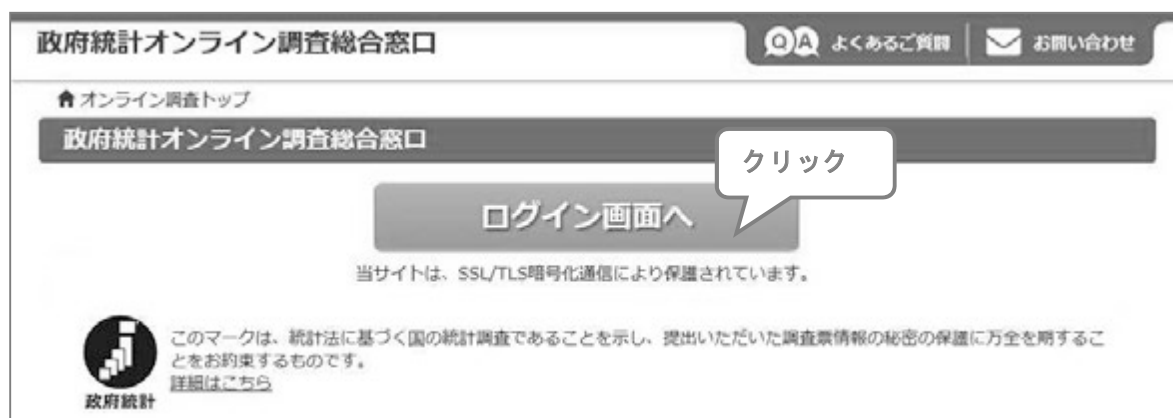 政府統計オンライン調査総合窓口
QA よくあるご質問
お問い合わせ
オンライン調査トップ
政府統計オンライン調査総合窓口
クリック
ログイン画面へ
当サイトは、SSL/TLS暗号化通信により保護されています。
このマークは、統計法に基づく国の統計調査であることを示し、提出いただいた調査票情報の秘密の保護に万全を期するこ
とをお約束するものです。
詳細はこちら
政府統計